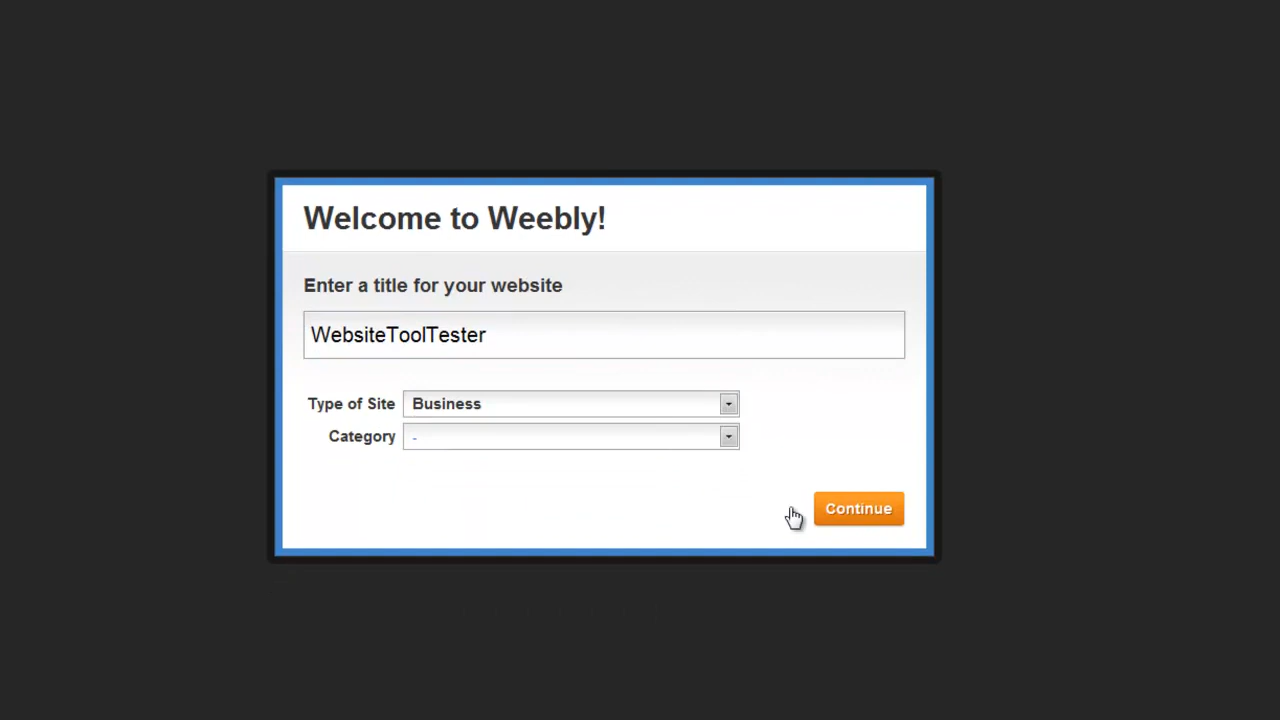 Welcome to Weebly!
Enter a title for your website
WebsiteToolTester
Type of Site Business
Category -
Continue